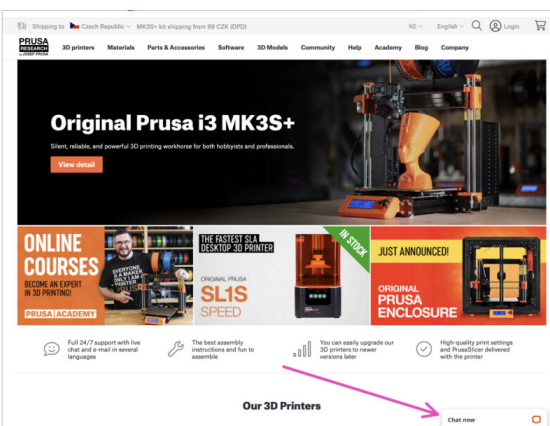 Shipping to Czech Republic MK3S+ kit shipping from 99 CZK (DPD) Kč English Login
PRUSA
RESEARCH
by JOSEF PRUSA
3D printers Materials Parts & Accessories Software 3D Models Community Help Academy Blog Company
Original Prusa i3 MK3S+
Silent, reliable, and powerful 3D printing workhorse for both hobbyists and professionals.
View detail
ONLINE
COURSES
BECOME AN EXPERT
IN 3D PRINTING!
PRUSA ACADEMY
EVERYONE
IS A MAKER
THE FASTEST SLA
DESKTOP 3D PRINTER
IN STOCK
ORIGINAL PRUSA
SL1S
SPEED
JUST ANNOUNCED!
ORIGINAL
PRUSA
ENCLOSURE
Full 24/7 support with live
chat and e-mail in several
languages
The best assembly
instructions and fun to
assemble
You can easily upgrade our
3D printers to newer
versions later
High-quality print settings
and PrusaSlicer delivered
with the printer
Our 3D Printers
Chat now